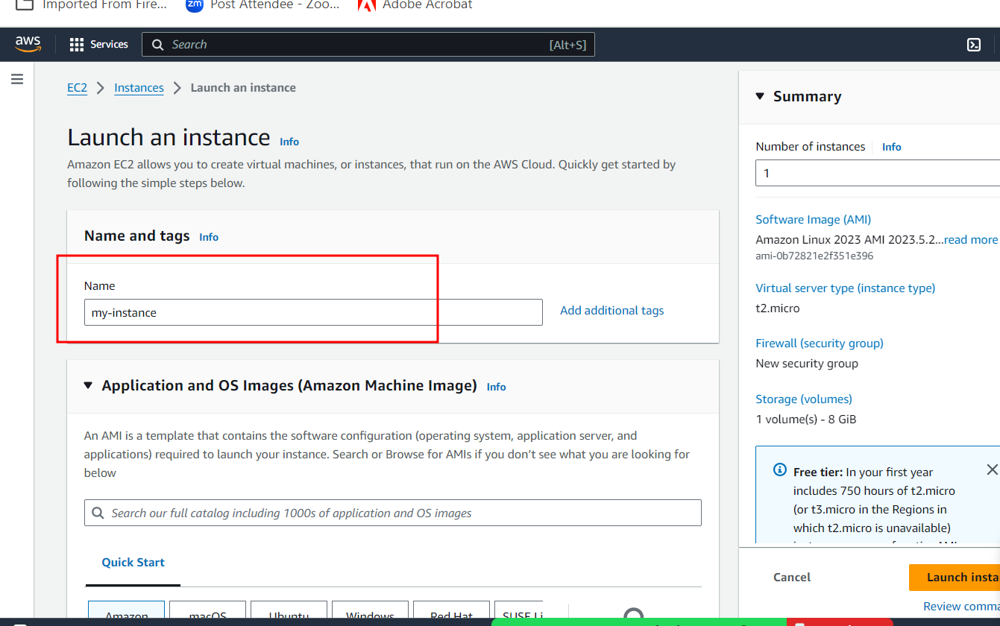 Imported From Fire...
zm Post Attendee - Zoo...
Adobe Acrobat
aws
Services
Search
[Alt+S]
EC2 > Instances > Launch an instance
Launch an instance Info
Amazon EC2 allows you to create virtual machines, or instances, that run on the AWS Cloud. Quickly get started by
following the simple steps below.
Name and tags Info
Name
my-instance
Add additional tags
Application and OS Images (Amazon Machine Image) Info
An AMI is a template that contains the software configuration (operating system, application server, and
applications) required to launch your instance. Search or Browse for AMIs if you don’t see what you are looking for
below
Search our full catalog including 1000s of application and OS images
Quick Start
Amazon
macOS
Ubuntu
Windows
Red Hat
SUSE Li
Summary
Number of instances Info
1
Software Image (AMI)
Amazon Linux 2023 AMI 2023.5.2...read more
ami-0b72821e2f351e396
Virtual server type (instance type)
t2.micro
Firewall (security group)
New security group
Storage (volumes)
1 volume(s) - 8 GiB
Free tier: In your first year
includes 750 hours of t2.micro
(or t3.micro in the Regions in
which t2.micro is unavailable)
Cancel
Launch insta
Review comma